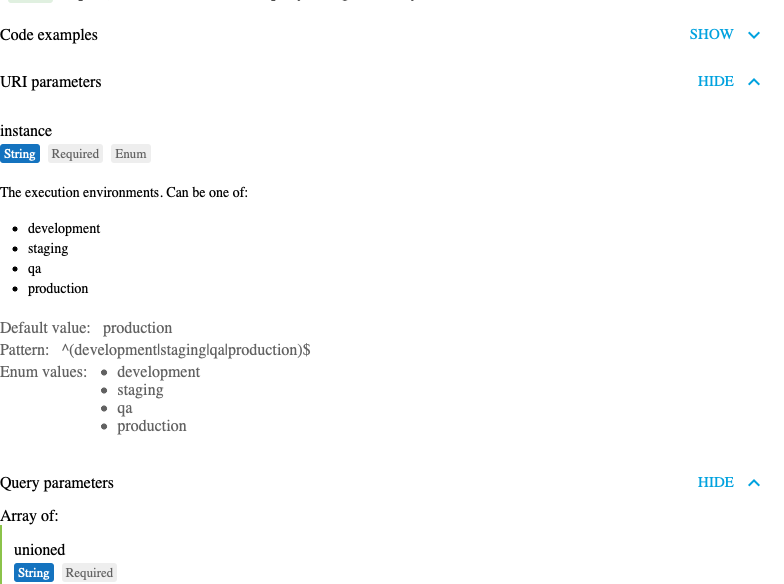 Code examples SHOW
URI parameters HIDE
instance
String Required Enum
The execution environments. Can be one of:
• development
• staging
• qa
• production
Default value: production
Pattern: ^(development|staging|qa|production)$
Enum values: • development
• staging
• qa
• production
Query parameters HIDE
Array of:
unioned
String Required